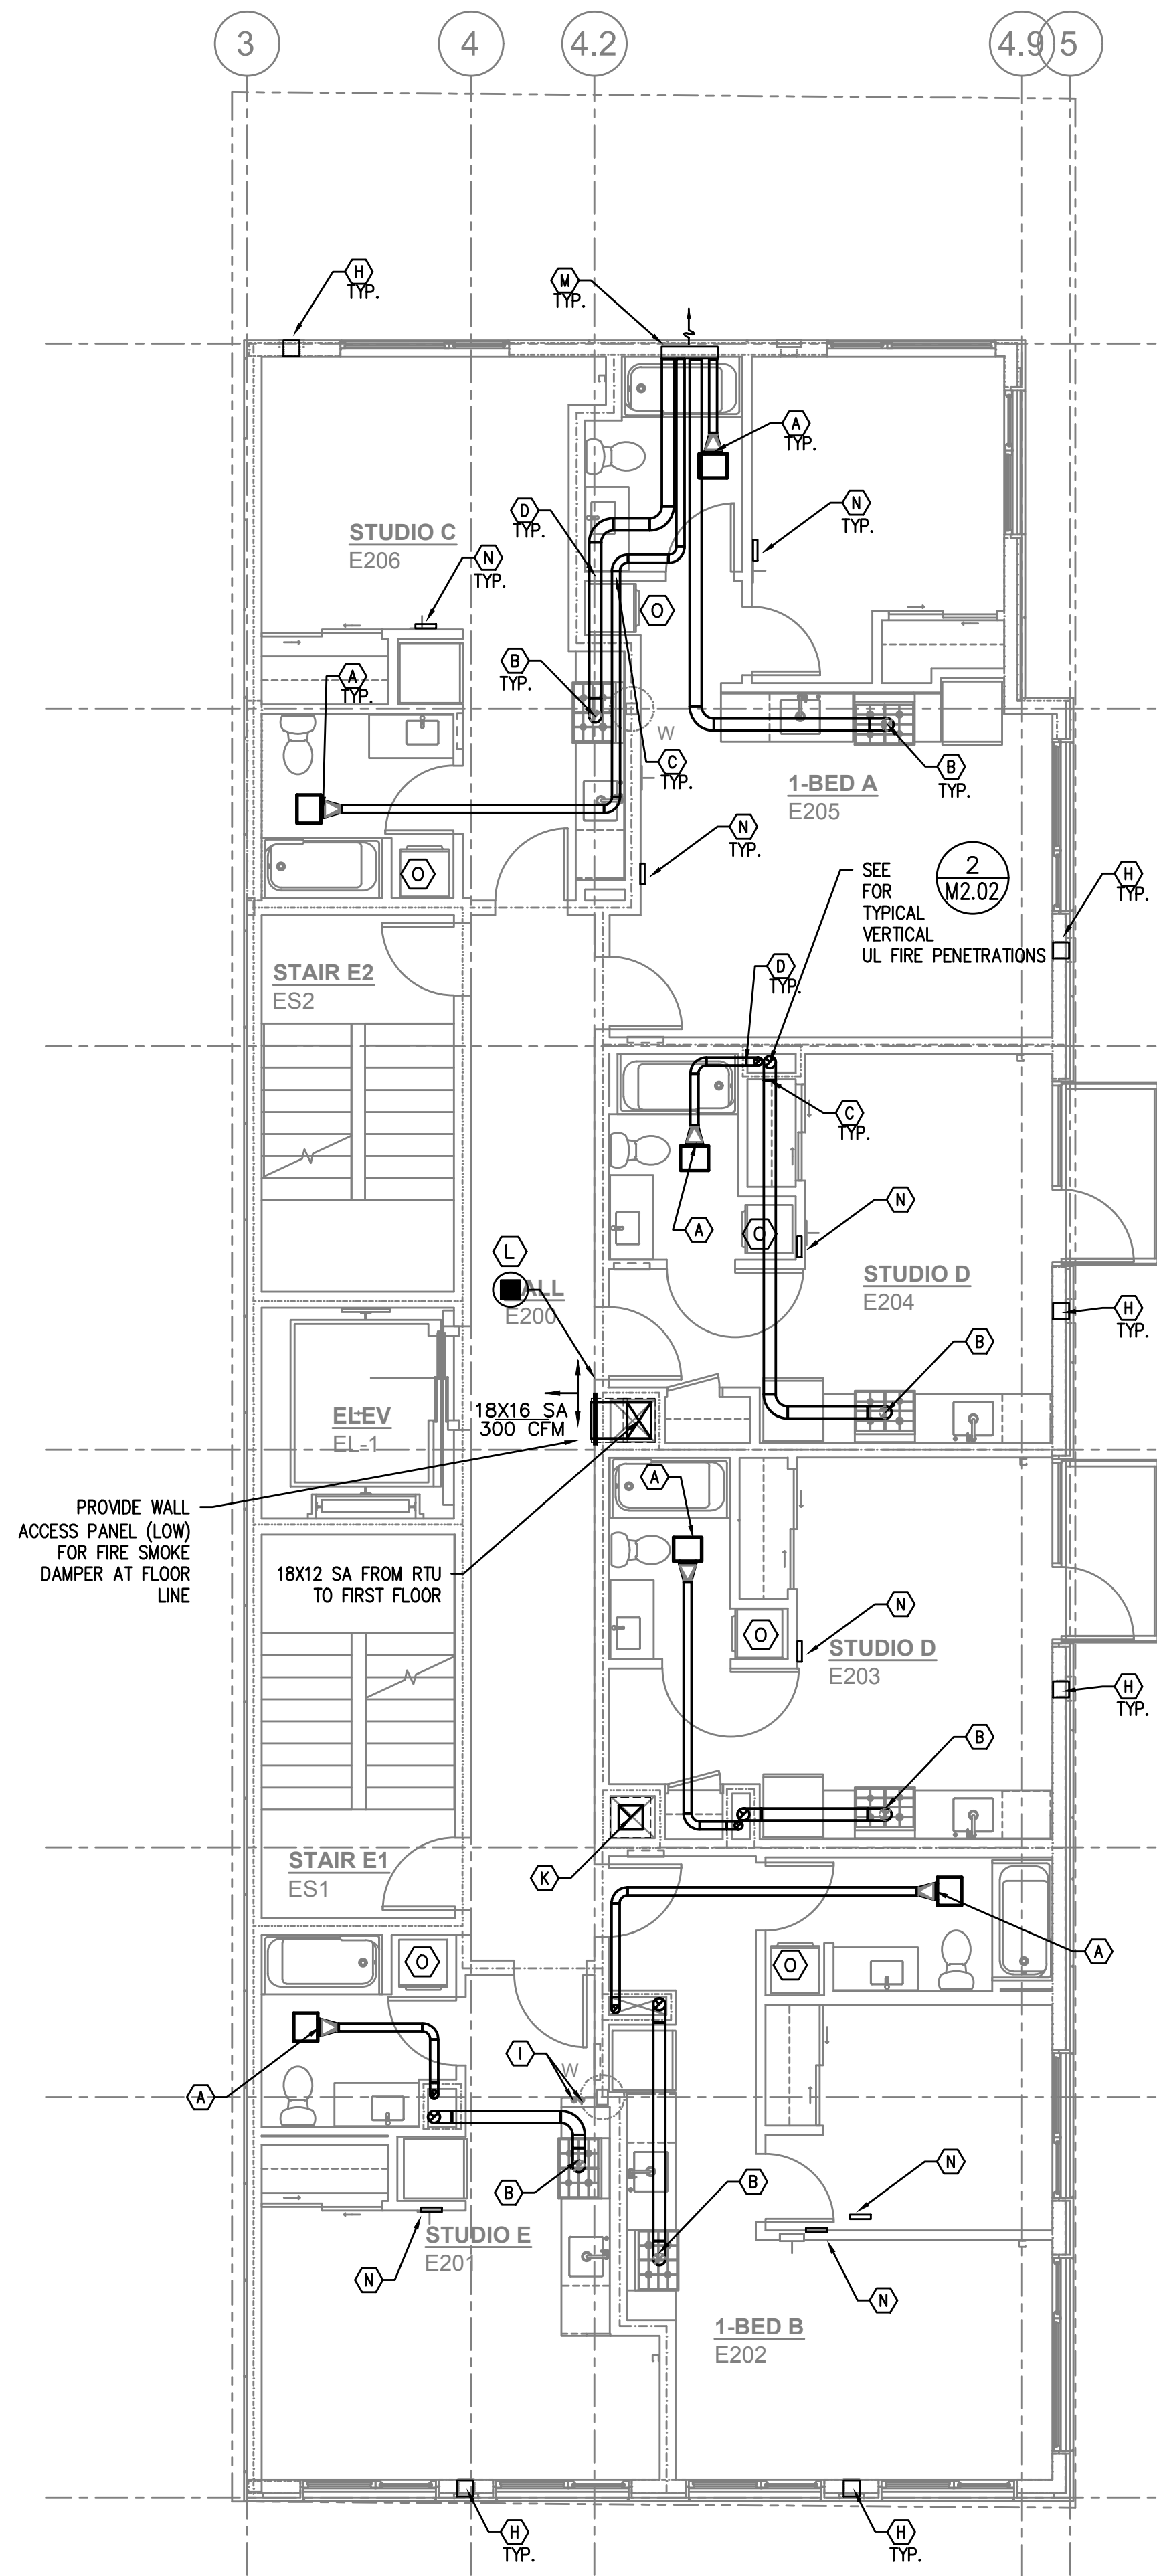 3
4
4.2
4.9
5
H
TYP.
M
TYP.
A
TYP.
N
TYP.
D
TYP.
STUDIO C
E206
N
TYP.
O
B
TYP.
A
TYP.
W
C
TYP.
B
TYP.
1-BED A
E205
N
TYP.
O
SEE
FOR
TYPICAL
VERTICAL
UL FIRE PENETRATIONS
2
M2.02
H
TYP.
STAIR E2
ES2
D
TYP.
C
TYP.
A
N
O
L
ALL
E200
STUDIO D
E204
H
TYP.
B
18X16 SA
300 CFM
ELEV
EL-1
A
PROVIDE WALL
ACCESS PANEL (LOW)
FOR FIRE SMOKE
DAMPER AT FLOOR
LINE
18X12 SA FROM RTU
TO FIRST FLOOR
N
O
STUDIO D
E203
H
TYP.
B
STAIR E1
ES1
K
A
O
O
I
W
A
B
B
N
N
STUDIO E
E201
N
1-BED B
E202
H
TYP.
H
TYP.